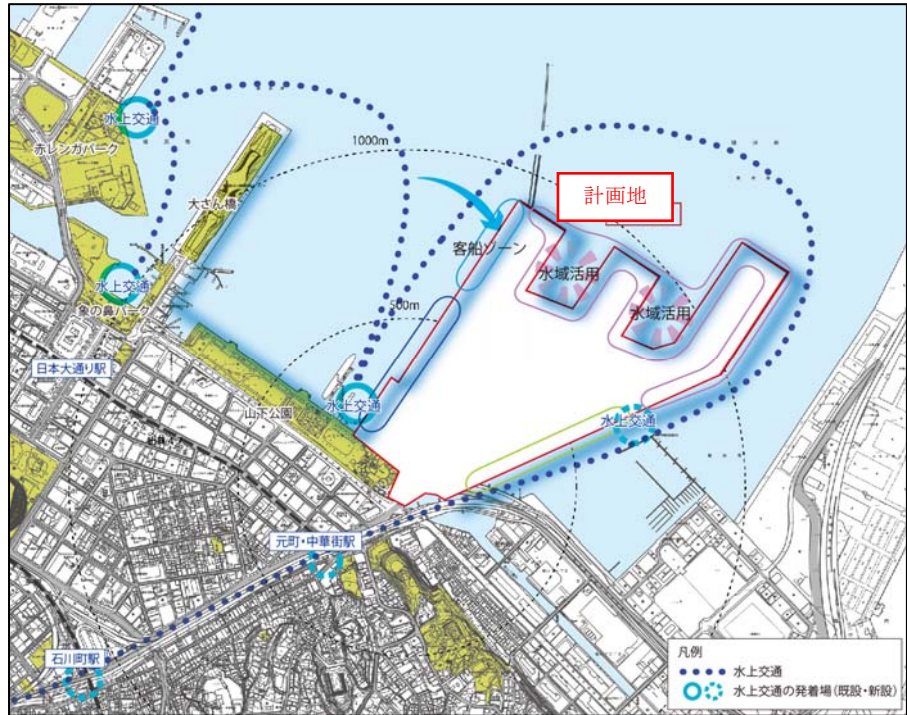 水上交通
赤レンガパーク
大さん橋
1000m
計画地
客船ゾーン
水域活用
水域活用
水上交通
象の鼻パーク
500m
日本大通り駅
山下公園
水上交通
水上交通
元町・中華街駅
石川町駅
凡例
水上交通
水上交通の発着場(既設・新設)